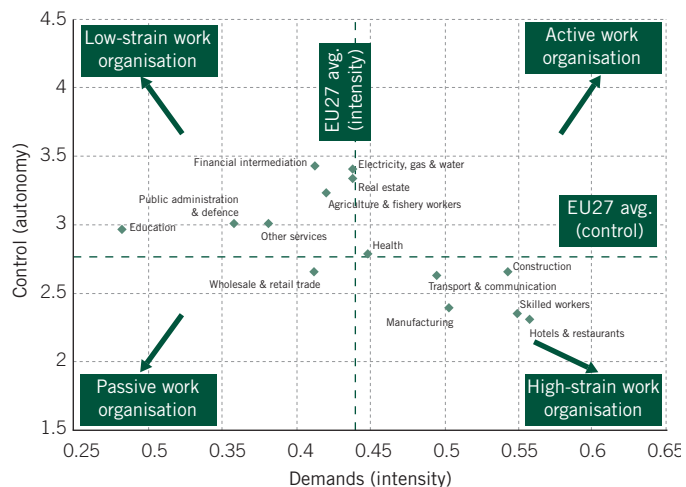 4.5
4
3.5
3
2.5
2
1.5
Control (autonomy)
Low-strain work
organisation
EU27 avg.
(intensity)
Active work
organisation
Financial intermediation
Electricity, gas & water
Real estate
Agriculture & fishery workers
Public administration
& defence
Education
Other services
EU27 avg.
(control)
Health
Wholesale & retail trade
Construction
Transport & communication
Manufacturing
Skilled workers
Hotels & restaurants
Passive work
organisation
High-strain work
organisation
0.25
0.5
0.35
0.4
0.45
0.5
0.6
0.65
Demands (intensity)